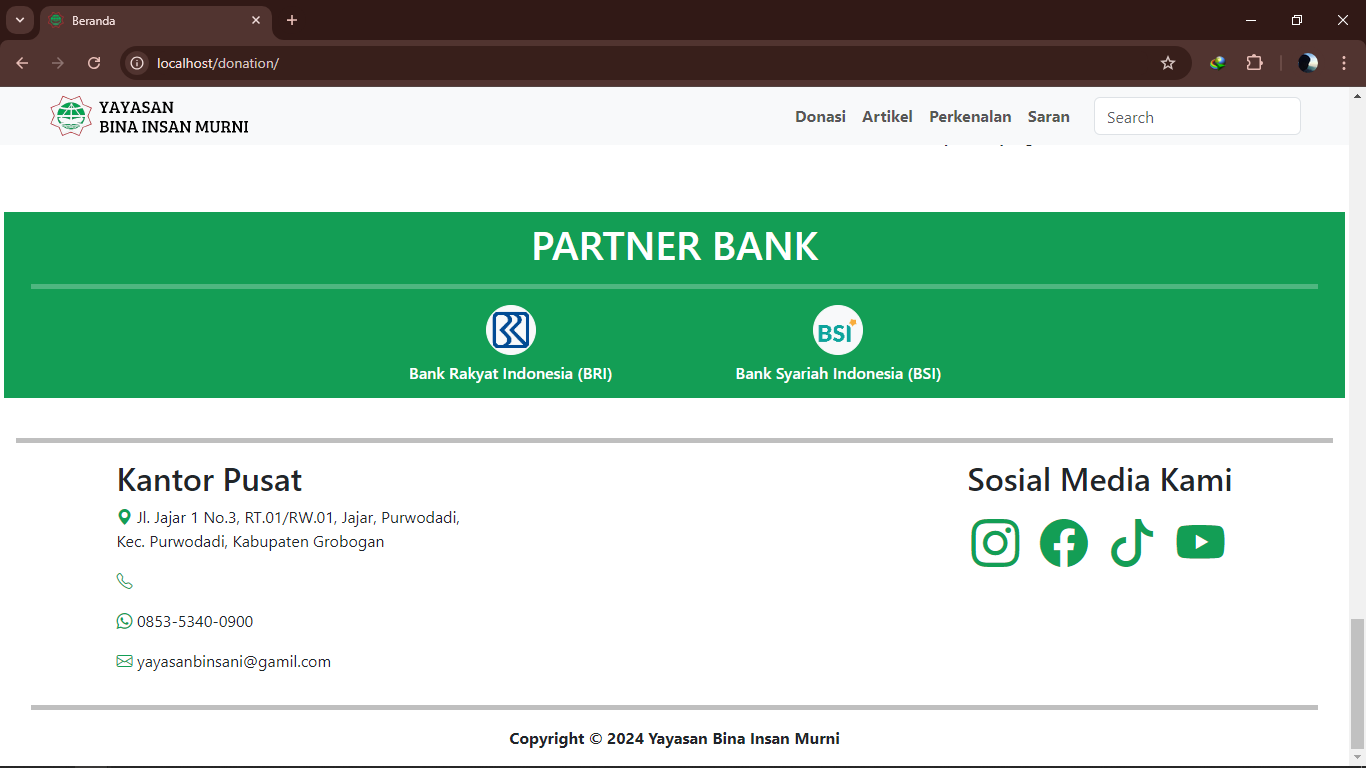 Beranda
localhost/donation/
YAYASAN
BINA INSAN MURNI
Donasi Artikel Perkenalan Saran Search
PARTNER BANK
BSI
Bank Rakyat Indonesia (BRI) Bank Syariah Indonesia (BSI)
Kantor Pusat
Jl. Jajar 1 No.3, RT.01/RW.01, Jajar, Purwodadi,
Kec. Purwodadi, Kabupaten Grobogan
0853-5340-0900
yayasanbinsani@gamil.com
Sosial Media Kami
Copyright © 2024 Yayasan Bina Insan Murni